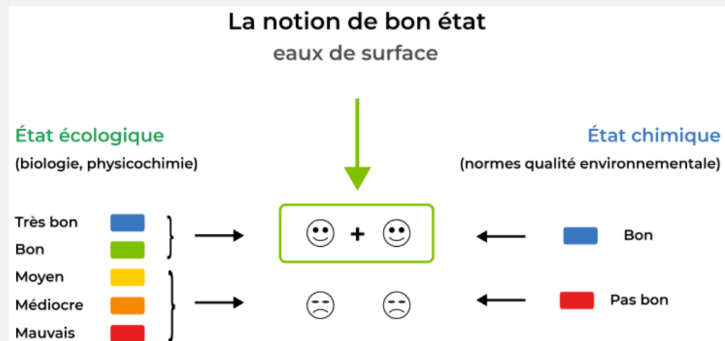 La notion de bon état
eaux de surface
État écologique
(biologie, physicochimie)
État chimique
(normes qualité environnementale)
Très bon
Bon
Moyen
Médiocre
Mauvais
+
Bon
Pas bon